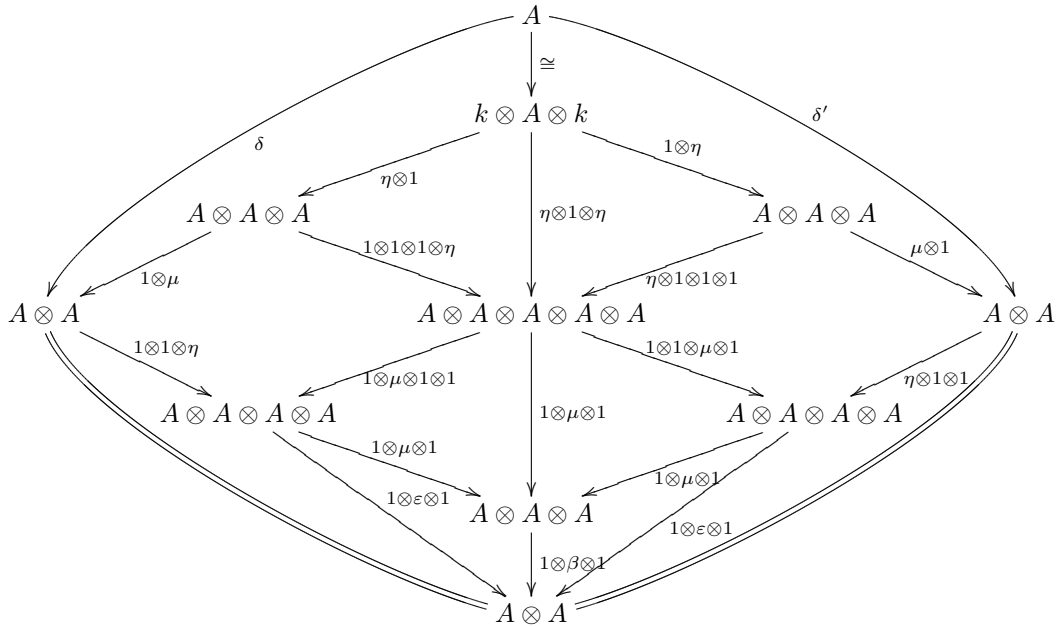 A
≅
δ δ′
k ⊗ A ⊗ k
η⊗1 1⊗η
A ⊗ A ⊗ A η⊗1⊗η A ⊗ A ⊗ A
1⊗μ 1⊗1⊗1⊗η η⊗1⊗1⊗1 μ⊗1
A ⊗ A A ⊗ A ⊗ A ⊗ A ⊗ A A ⊗ A
1⊗1⊗η 1⊗μ⊗1⊗1 1⊗1⊗μ⊗1 η⊗1⊗1
A ⊗ A ⊗ A ⊗ A 1⊗μ⊗1 A ⊗ A ⊗ A ⊗ A
1⊗μ⊗1 1⊗μ⊗1
1⊗ε⊗1 A ⊗ A ⊗ A 1⊗ε⊗1
1⊗β⊗1
A ⊗ A